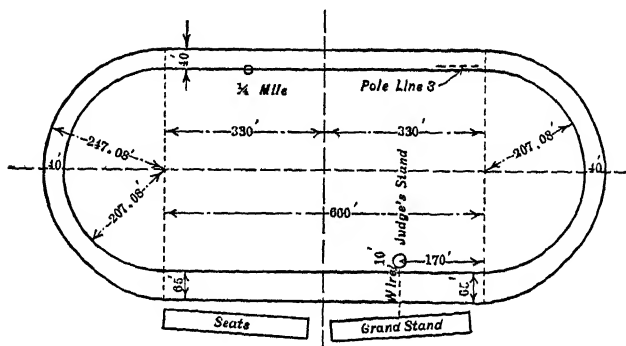 40'
¼ Mile
Pole Line 3
330'
330'
247.08'
207.08'
40'
40'
207.08'
660'
Judge's Stand
10'
170'
Wire
65'
65'
Seats
Grand Stand